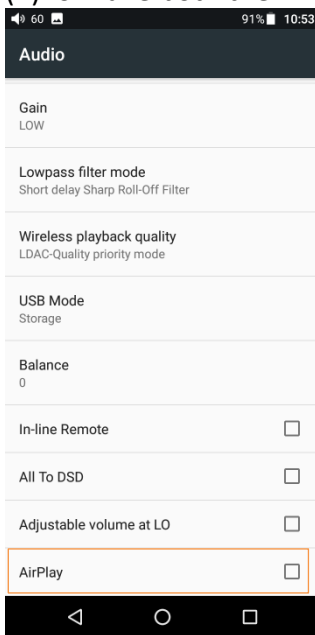 60 91% 10:53
Audio
Gain
LOW
Lowpass filter mode
Short delay Sharp Roll-Off Filter
Wireless playback quality
LDAC-Quality priority mode
USB Mode
Storage
Balance
0
In-line Remote
All To DSD
Adjustable volume at LO
AirPlay